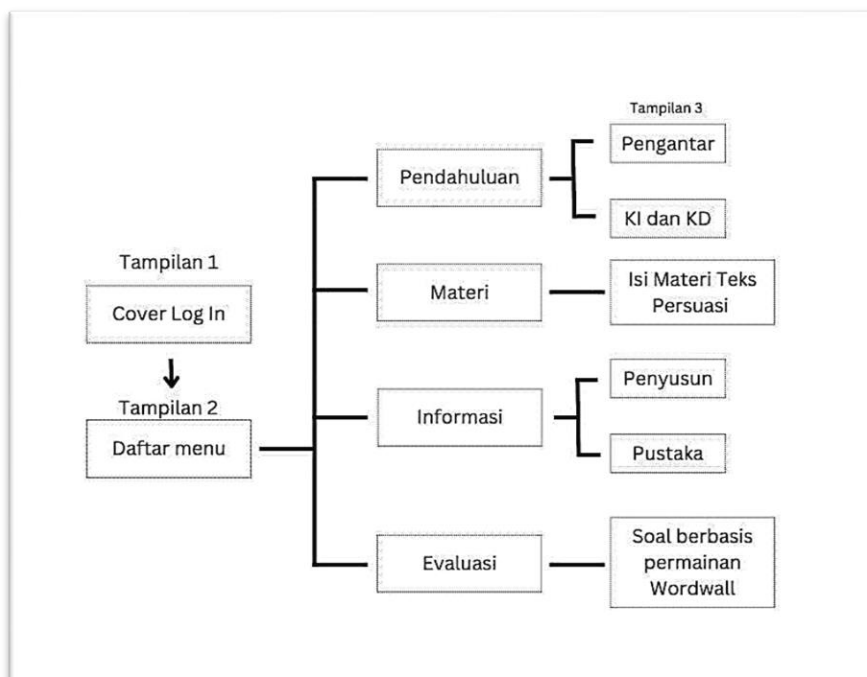 Tampilan 1
Cover Log In
Tampilan 2
Daftar menu
Pendahuluan
Materi
Informasi
Evaluasi
Tampilan 3
Pengantar
KI dan KD
Isi Materi Teks
Persuasi
Penyusun
Pustaka
Soal berbasis
permainan
Wordwall